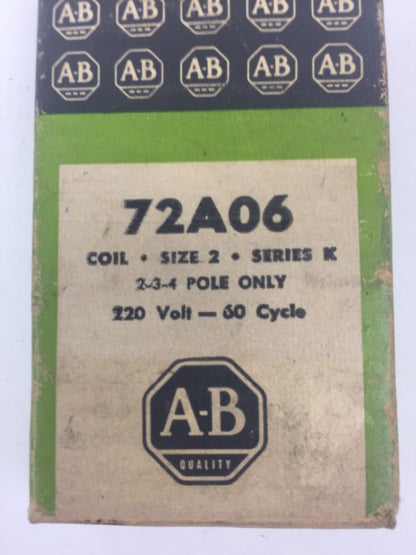 A-B A-B A-B A-B A-B
A-B A-B A-B A-B A-B
72A06
COIL • SIZE 2 • SERIES K
2-3-4 POLE ONLY
220 Volt — 60 Cycle
A-B
QUALITY